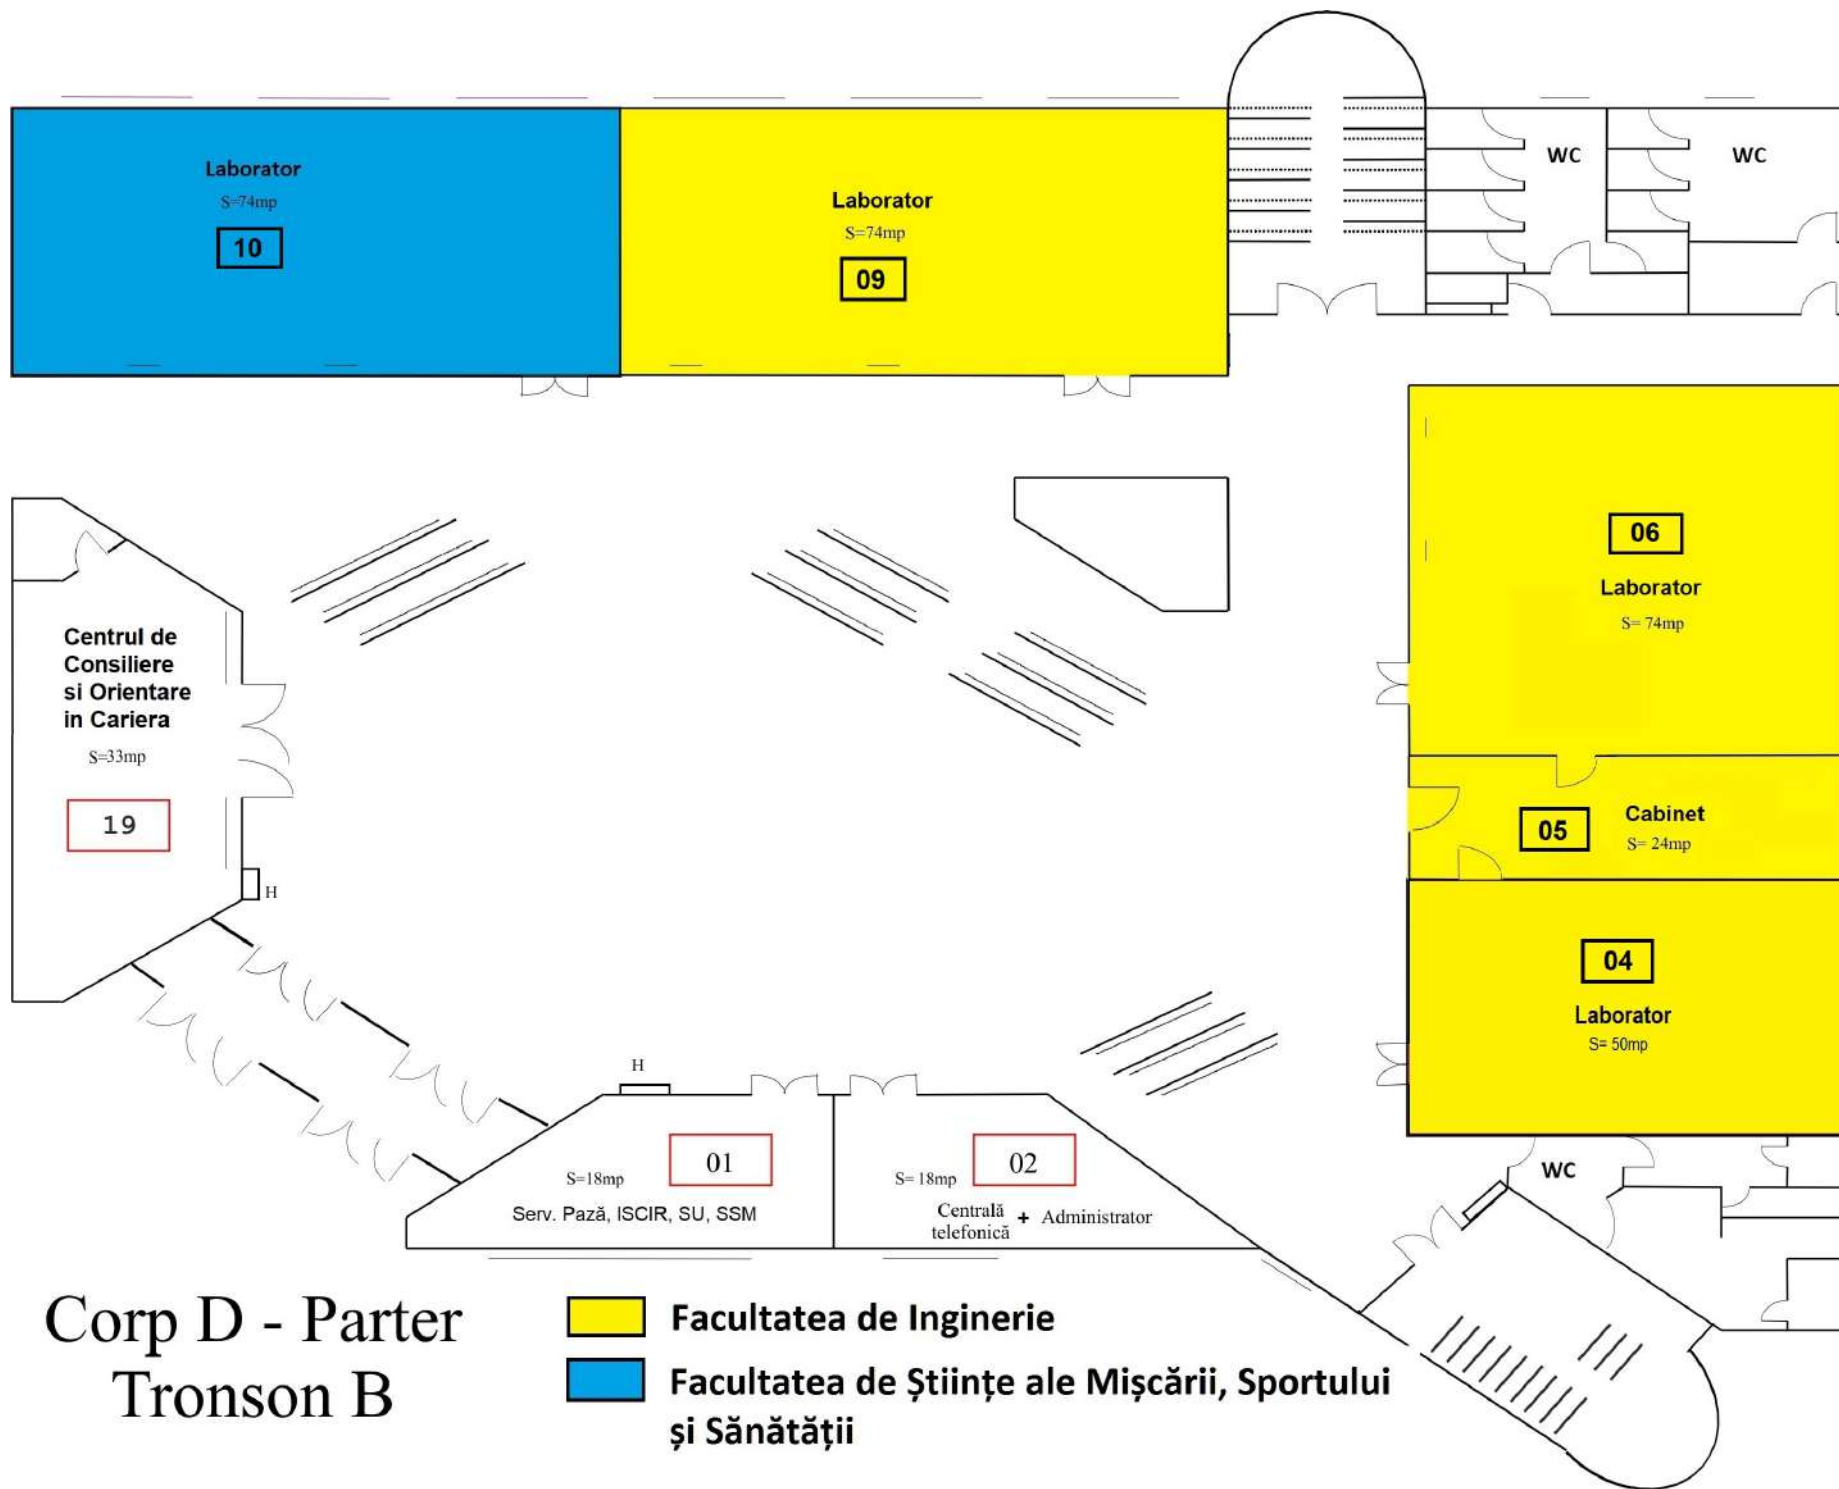 Laborator
S=74mp
10
Laborator
S=74mp
09
WC
WC
06
Laborator
S= 74mp
Centrul de
Consiliere
si Orientare
in Cariera
S=33mp
19
H
05
Cabinet
S= 24mp
04
Laborator
S= 50mp
H
01
S=18mp
Serv. Pază, ISCIR, SU, SSM
02
S=18mp
Centrală
telefonică
+ Administrator
WC
Corp D - Parter
Tronson B
Facultatea de Inginerie
Facultatea de Științe ale Mișcării, Sportului
și Sănătății